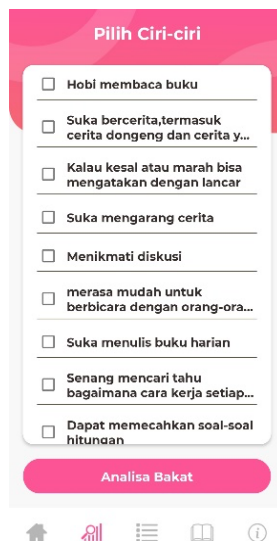 Pilih Ciri-ciri
Hobi membaca buku
Suka bercerita,termasuk
cerita dongeng dan cerita y...
Kalau kesal atau marah bisa
mengatakan dengan lancar
Suka mengarang cerita
Menikmati diskusi
merasa mudah untuk
berbicara dengan orang-ora...
Suka menulis buku harian
Senang mencari tahu
bagaimana cara kerja setiap...
Dapat memecahkan soal-soal
hitungan
Analisa Bakat